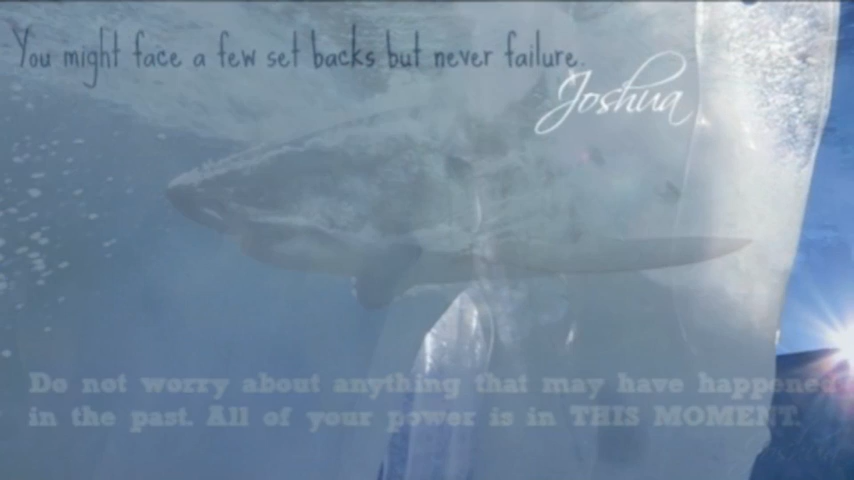 You might face a few set backs but never failure.
Joshua
Do not worry about anything that may have happened
in the past. All of your power is in THIS MOMENT.